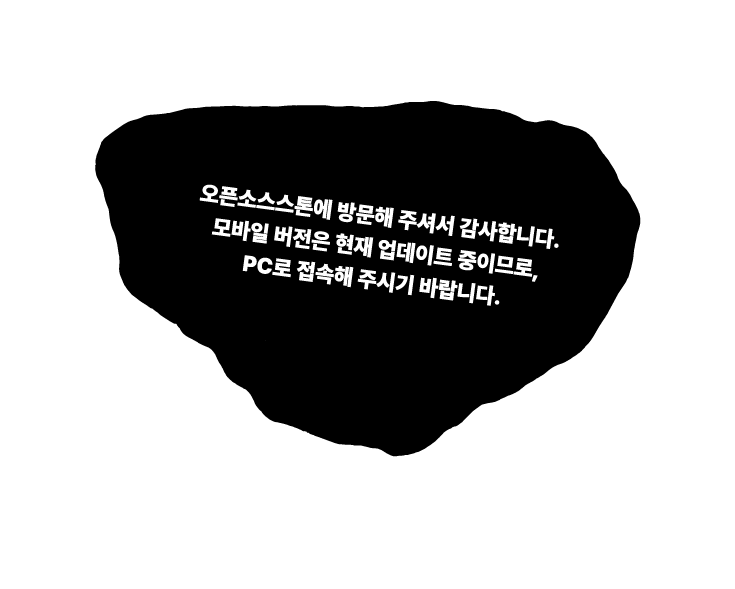 오픈소스스톤에 방문해 주셔서 감사합니다.
모바일 버전은 현재 업데이트 중이므로,
PC로 접속해 주시기 바랍니다.